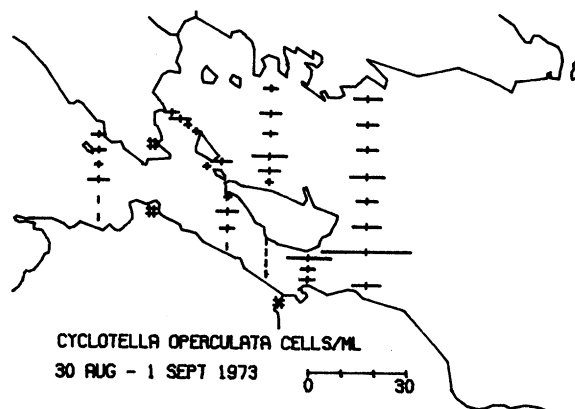 CYCLOTELLA OPERCULATA CELLS/ML
30 AUG - 1 SEPT 1973
0 30